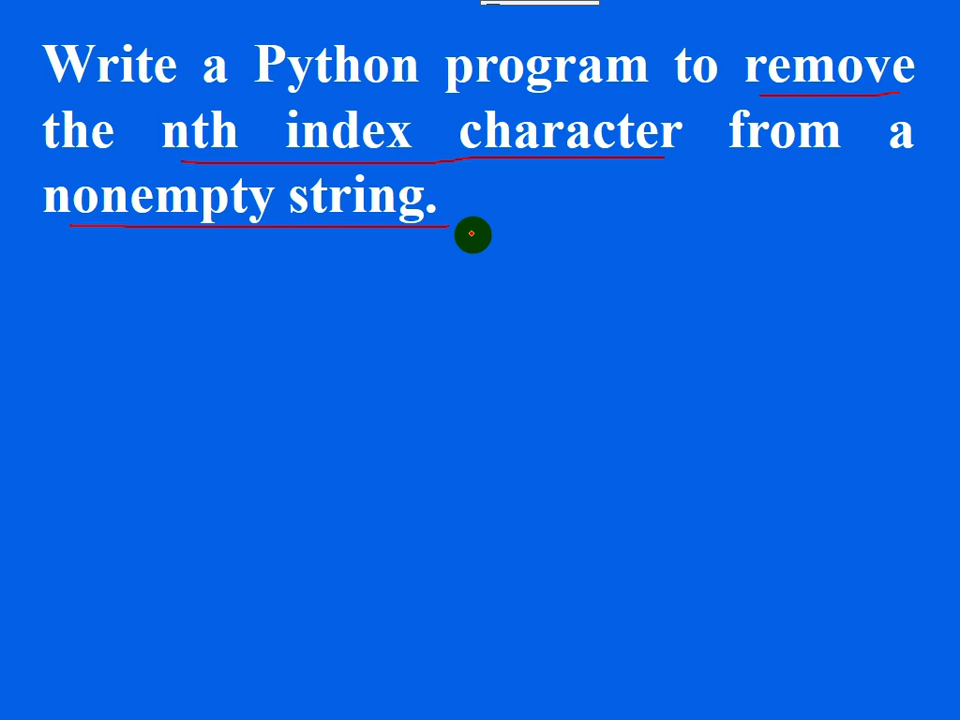 Write a Python program to remove
the nth index character from a
nonempty string.